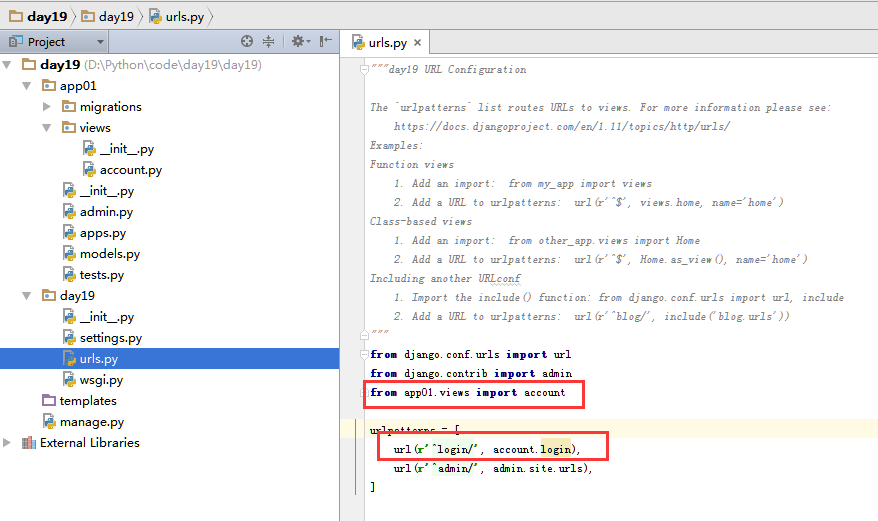 day19 day19 urls.py
Project
urls.py
day19 (D:\Python\code\day19\day19)
app01
migrations
views
__init__.py
account.py
__init__.py
admin.py
apps.py
models.py
tests.py
day19
__init__.py
settings.py
urls.py
wsgi.py
templates
manage.py
External Libraries
"""day19 URL Configuration
The `urlpatterns` list routes URLs to views. For more information please see:
https://docs.djangoproject.com/en/1.11/topics/http/urls/
Examples:
Function views
1. Add an import:  from my_app import views
2. Add a URL to urlpatterns:  url(r'^$', views.home, name='home')
Class-based views
1. Add an import:  from other_app.views import Home
2. Add a URL to urlpatterns:  url(r'^$', Home.as_view(), name='home')
Including another URLconf
1. Import the include() function: from django.conf.urls import url, include
2. Add a URL to urlpatterns:  url(r'^blog/', include('blog.urls'))
"""
from django.conf.urls import url
from django.contrib import admin
from app01.views import account
urlpatterns = [
url(r'^login/', account.login),
url(r'^admin/', admin.site.urls),
]